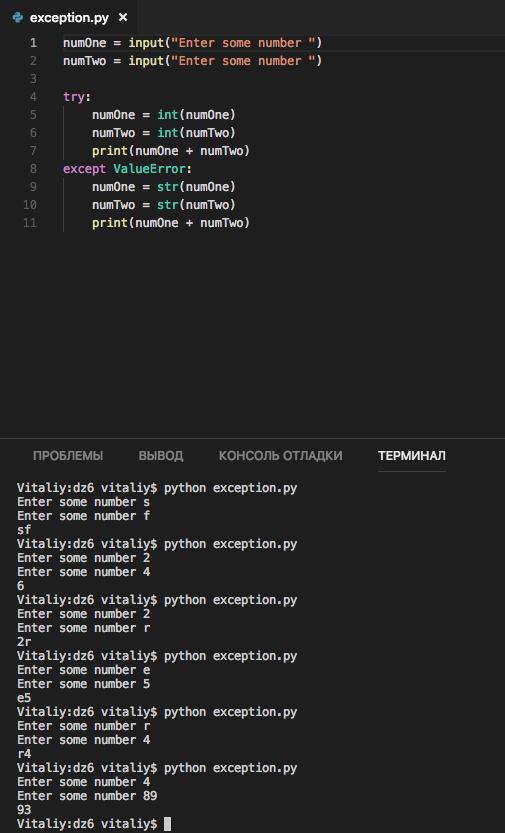 exception.py ×
1 numOne = input("Enter some number ")
2 numTwo = input("Enter some number ")
3
4 try:
5     numOne = int(numOne)
6     numTwo = int(numTwo)
7     print(numOne + numTwo)
8 except ValueError:
9     numOne = str(numOne)
10     numTwo = str(numTwo)
11     print(numOne + numTwo)
ПРОБЛЕМЫ ВЫВОД КОНСОЛЬ ОТЛАДКИ ТЕРМИНАЛ
Vitaliy:dz6 vitaliy$ python exception.py
Enter some number s
Enter some number f
sf
Vitaliy:dz6 vitaliy$ python exception.py
Enter some number 2
Enter some number 4
6
Vitaliy:dz6 vitaliy$ python exception.py
Enter some number 2
Enter some number r
2r
Vitaliy:dz6 vitaliy$ python exception.py
Enter some number e
Enter some number 5
e5
Vitaliy:dz6 vitaliy$ python exception.py
Enter some number r
Enter some number 4
r4
Vitaliy:dz6 vitaliy$ python exception.py
Enter some number 4
Enter some number 89
93
Vitaliy:dz6 vitaliy$